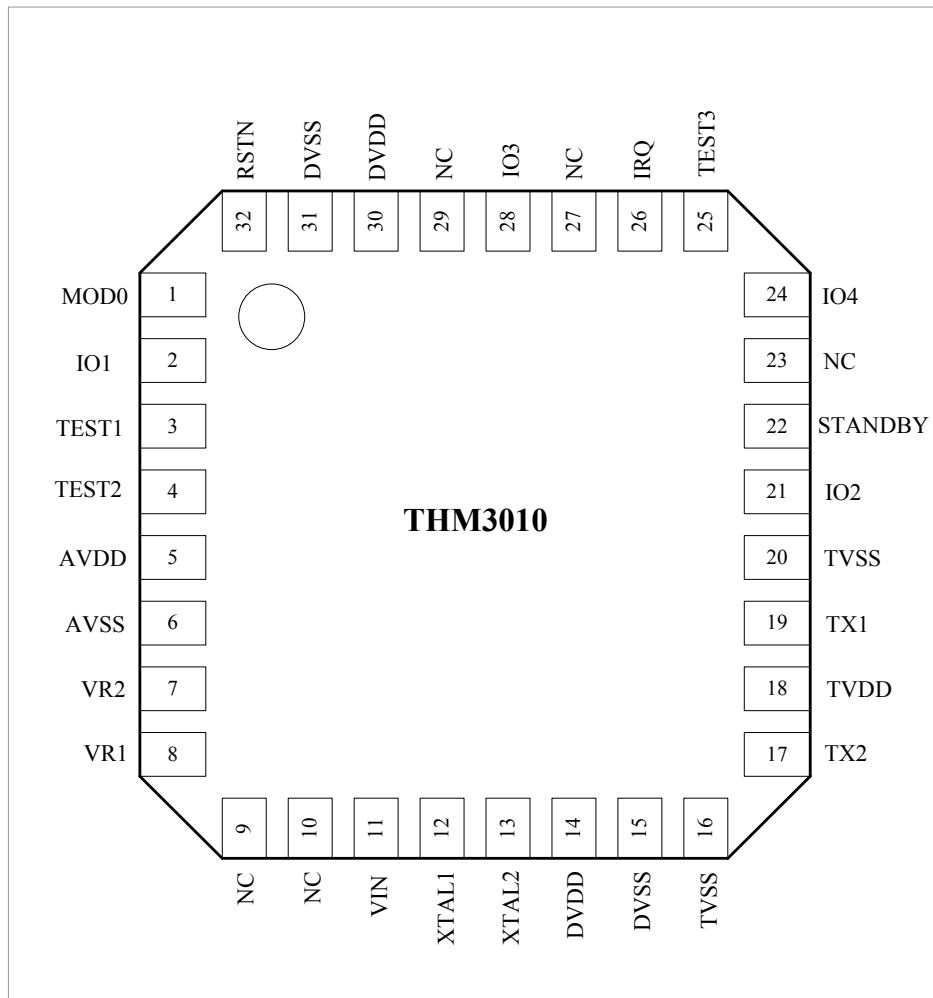 RSTN
DVSS
DVDD
NC
IO3
NC
IRQ
TEST3
32
31
30
29
28
27
26
25
MOD0 1
IO1 2
TEST1 3
TEST2 4
AVDD 5
AVSS 6
VR2 7
VR1 8
THM3010
24 IO4
23 NC
22 STANDBY
21 IO2
20 TVSS
19 TX1
18 TVDD
17 TX2
9
10
11
12
13
14
15
16
NC
NC
VIN
XTAL1
XTAL2
DVDD
DVSS
TVSS